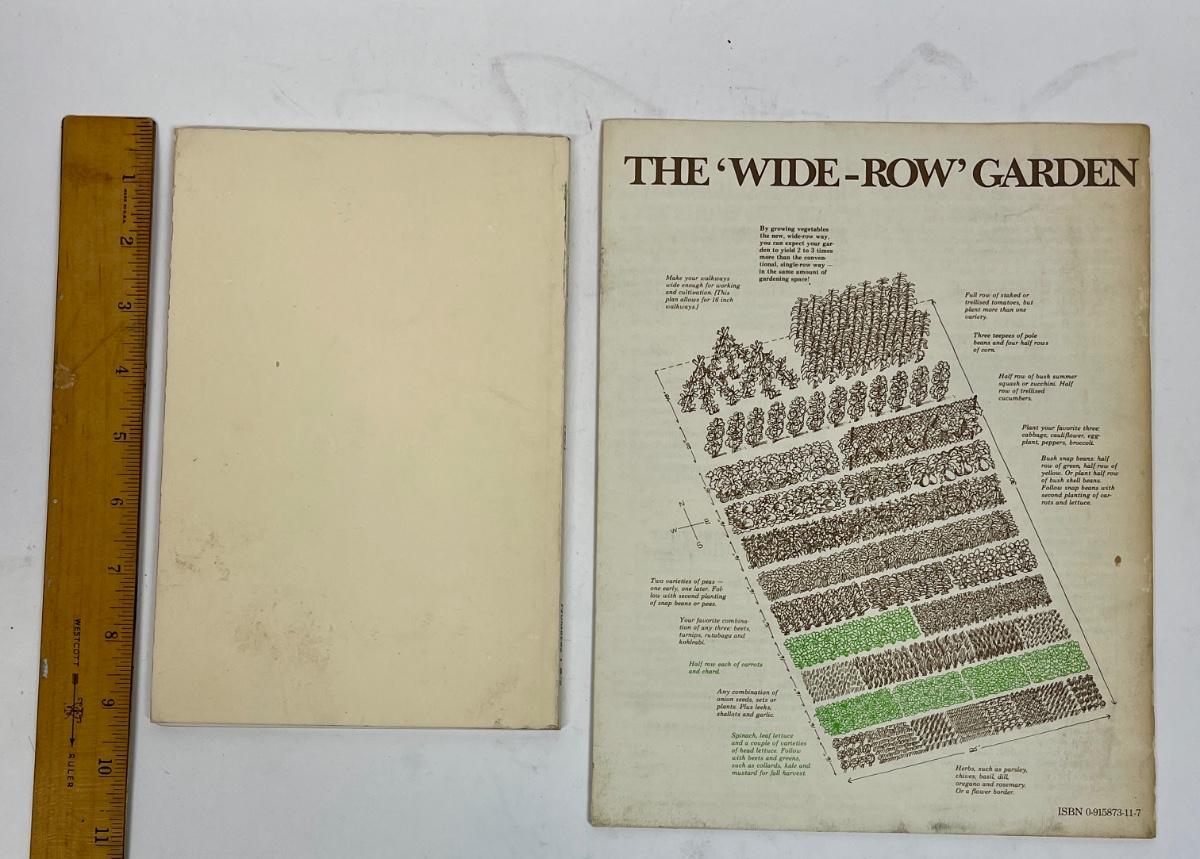 1
2
3
4
5
6
7
8
9
10
11
WESTCOTT
RULER
THE ‘WIDE-ROW’ GARDEN
By growing vegetables
the new, wide-row way,
you can expect your gar-
den to yield 2 to 3 times
more than the conven-
tional, single-row way —
in the same amount of
gardening space!
Make your walkways
wide enough for working
and cultivation. [This
plan allows for 16 inch
walkways.]
Full row of staked or
trellised tomatoes, but
plant more than one
variety.
Three teepees of pole
beans and four half rows
of corn.
Half row of bush summer
squash or zucchini. Half
row of trellised
cucumbers.
Plant your favorite three:
cabbage, cauliflower, egg-
plant, peppers, broccoli.
Bush snap beans: half
row of green, half row of
yellow. Or plant half row
of bush shell beans.
Follow snap beans with
second planting of car-
rots and lettuce.
N
W
E
S
Two varieties of peas —
one early, one later. Fol-
low with second planting
of snap beans or peas.
Your favorite combina-
tion of any three: beets,
turnips, rutabaga and
kohlrabi.
Half row each of carrots
and chard.
Any combination of
onion seeds, sets or
plants. Plus leeks,
shallots and garlic.
Spinach, leaf lettuce
and a couple of varieties
of head lettuce. Follow
with beets and greens,
such as collards, kale and
mustard for fall harvest.
Herbs, such as parsley,
chives, basil, dill,
oregano and rosemary.
Or a flower border.
ISBN 0-915873-11-7